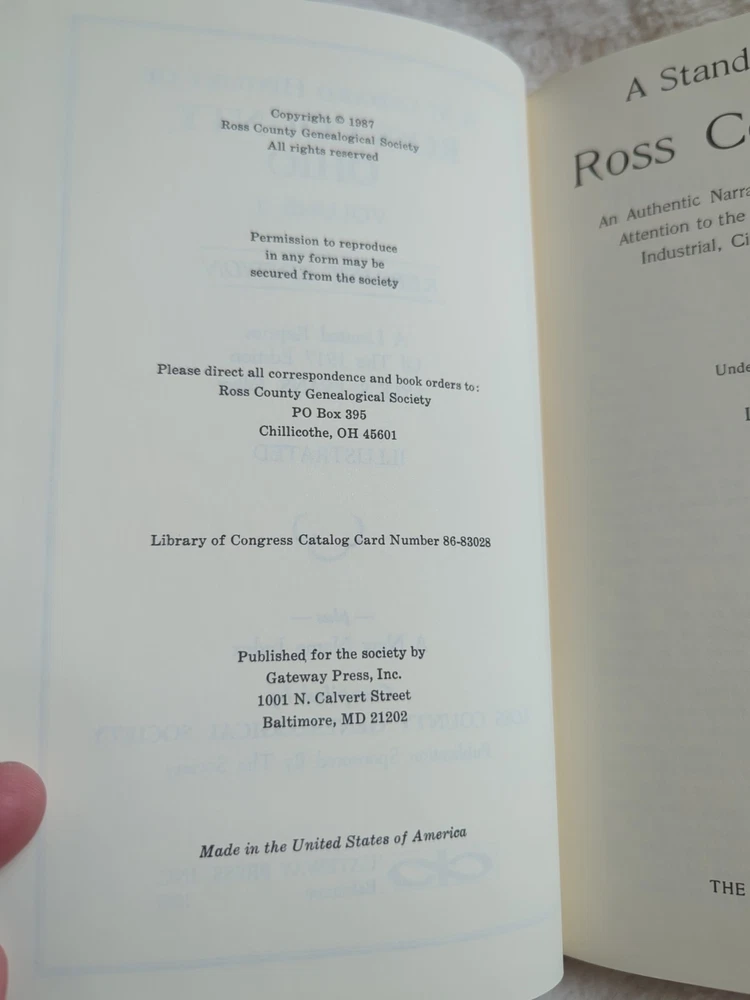 Copyright © 1987
Ross County Genealogical Society
All rights reserved
Permission to reproduce
in any form may be
secured from the society
Please direct all correspondence and book orders to:
Ross County Genealogical Society
PO Box 395
Chillicothe, OH 45601
Library of Congress Catalog Card Number 86-83028
Published for the society by
Gateway Press, Inc.
1001 N. Calvert Street
Baltimore, MD 21202
Made in the United States of America
A Stand
Ross C
An Authentic Narra
Attention to the
Industrial, Ci
Unde
THE